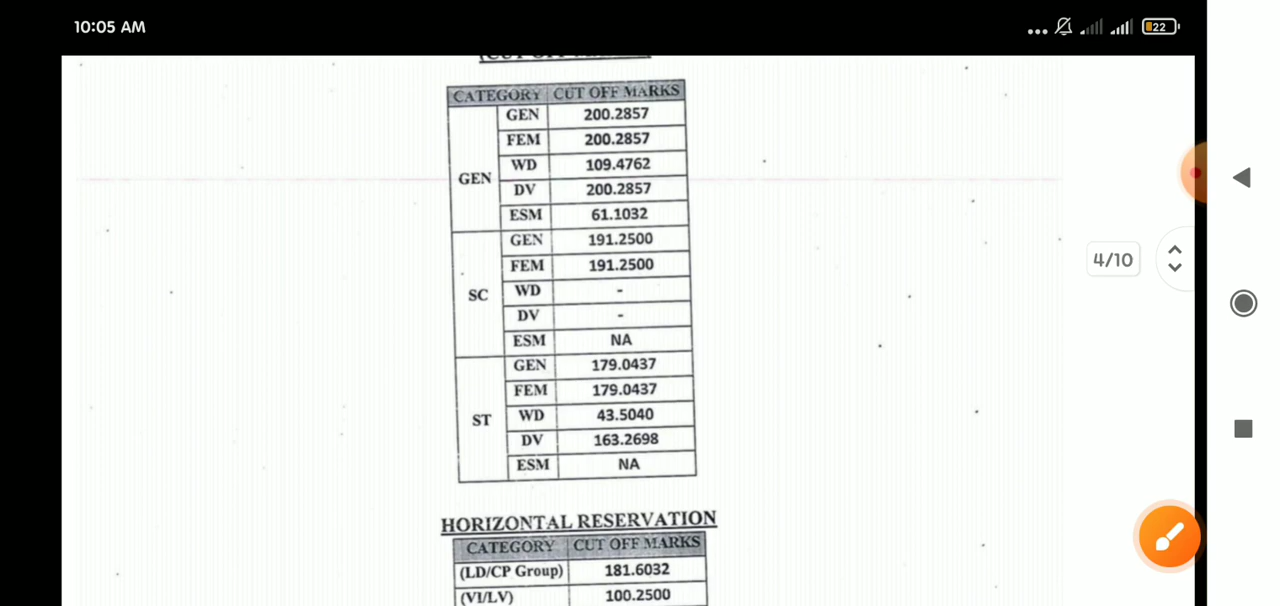 10:05 AM
22
CATEGORY CUT OFF MARKS
GEN GEN 200.2857
FEM 200.2857
WD 109.4762
DV 200.2857
ESM 61.1032
SC GEN 191.2500
FEM 191.2500
WD -
DV -
ESM NA
ST GEN 179.0437
FEM 179.0437
WD 43.5040
DV 163.2698
ESM NA
4/10
HORIZONTAL RESERVATION
CATEGORY CUT OFF MARKS
(LD/CP Group) 181.6032
(VI/LV) 100.2500